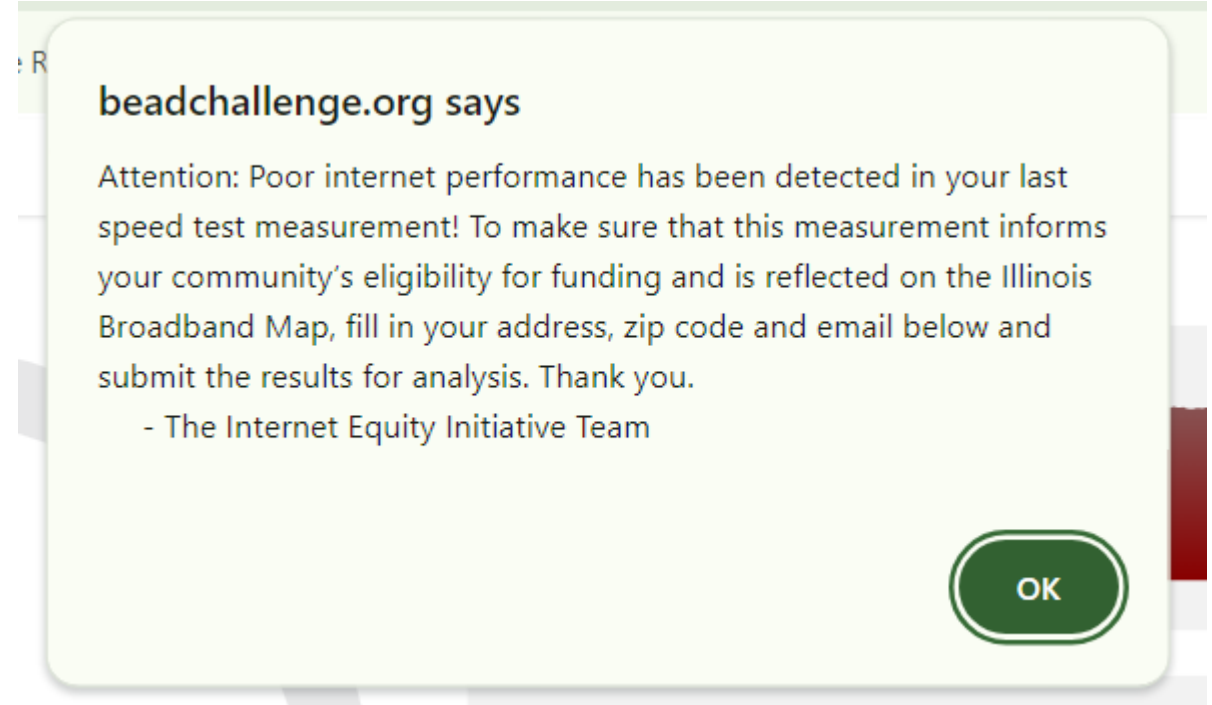 e R
beadchallenge.org says
Attention: Poor internet performance has been detected in your last
speed test measurement! To make sure that this measurement informs
your community’s eligibility for funding and is reflected on the Illinois
Broadband Map, fill in your address, zip code and email below and
submit the results for analysis. Thank you.
- The Internet Equity Initiative Team
OK